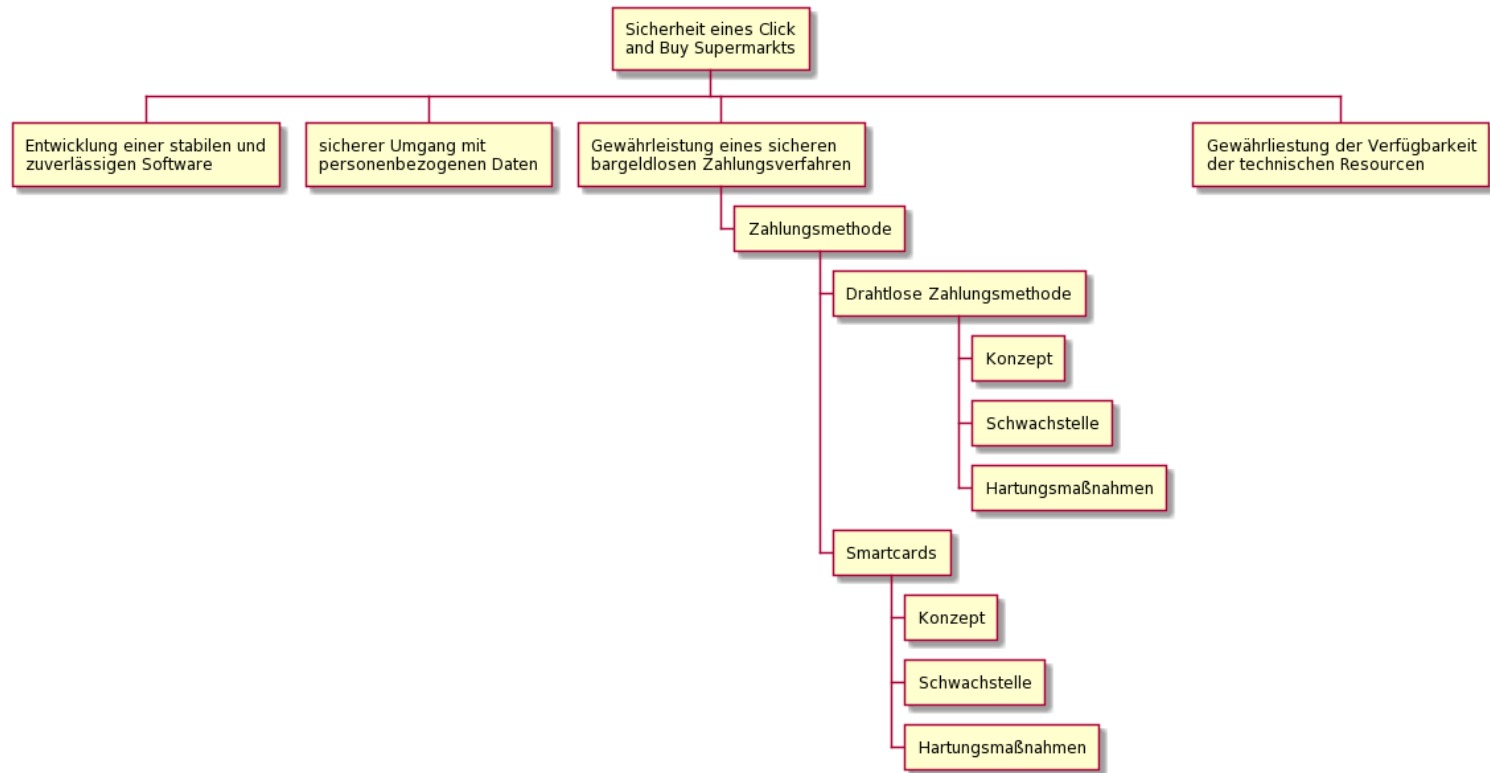 Sicherheit eines Click
and Buy Supermarkts
Entwicklung einer stabilen und
zuverlässigen Software
sicherer Umgang mit
personenbezogenen Daten
Gewährleistung eines sicheren
bargeldlosen Zahlungsverfahren
Gewährliestung der Verfügbarkeit
der technischen Resourcen
Zahlungsmethode
Drahtlose Zahlungsmethode
Konzept
Schwachstelle
Hartungsmaßnahmen
Smartcards
Konzept
Schwachstelle
Hartungsmaßnahmen